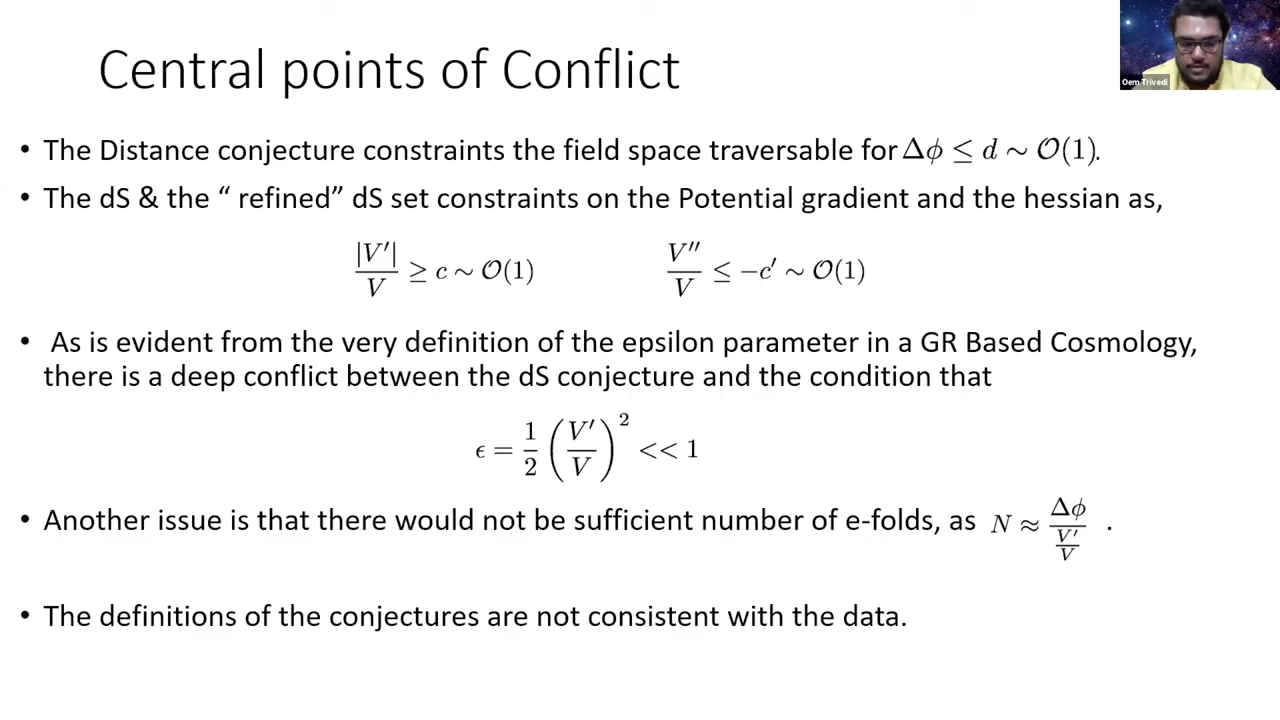 Central points of Conflict
Oem Trivedi
• The Distance conjecture constraints the field space traversable for Δϕ ≤ d ∼ 𝒪(1).
• The dS & the “ refined” dS set constraints on the Potential gradient and the hessian as,
|V′|/V ≥ c ∼ 𝒪(1)    V′′/V ≤ −c′ ∼ 𝒪(1)
• As is evident from the very definition of the epsilon parameter in a GR Based Cosmology,
there is a deep conflict between the dS conjecture and the condition that
ϵ = 1/2 (V′/V)² << 1
• Another issue is that there would not be sufficient number of e-folds, as N ≈ Δϕ/(V′/V) .
• The definitions of the conjectures are not consistent with the data.